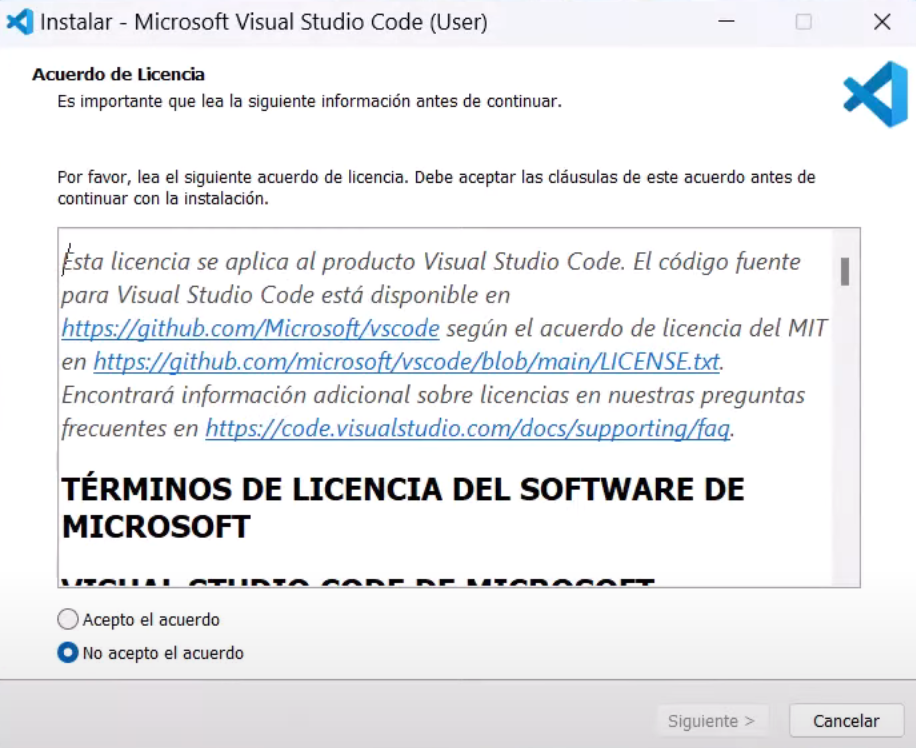 Instalar - Microsoft Visual Studio Code (User)
Acuerdo de Licencia
Es importante que lea la siguiente información antes de continuar.
Por favor, lea el siguiente acuerdo de licencia. Debe aceptar las cláusulas de este acuerdo antes de
continuar con la instalación.
Esta licencia se aplica al producto Visual Studio Code. El código fuente
para Visual Studio Code está disponible en
https://github.com/Microsoft/vscode según el acuerdo de licencia del MIT
en https://github.com/microsoft/vscode/blob/main/LICENSE.txt.
Encontrará información adicional sobre licencias en nuestras preguntas
frecuentes en https://code.visualstudio.com/docs/supporting/faq.
TÉRMINOS DE LICENCIA DEL SOFTWARE DE
MICROSOFT
VISUAL STUDIO CODE DE MICROSOFT
Acepto el acuerdo
No acepto el acuerdo
Siguiente >
Cancelar